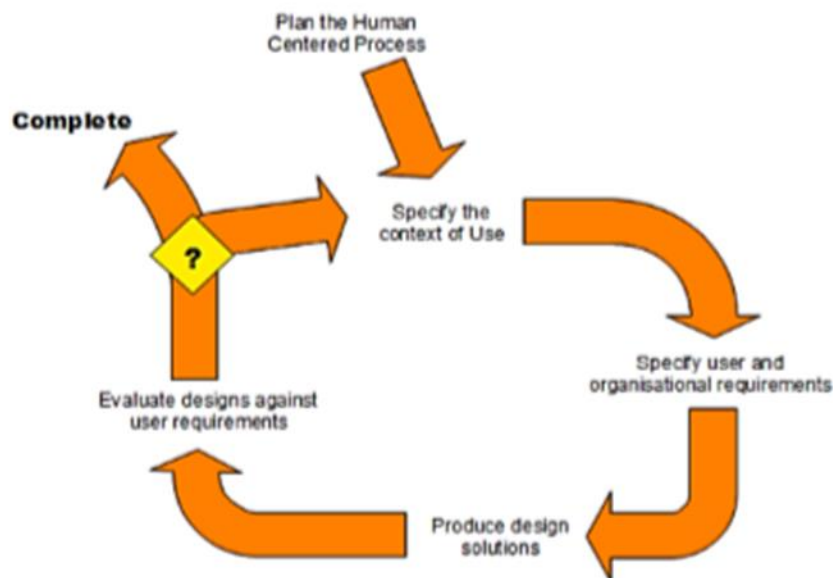 Plan the Human
Centered Process
Complete
Specify the
context of Use
?
Specify user and
organisational requirements
Evaluate designs against
user requirements
Produce design
solutions